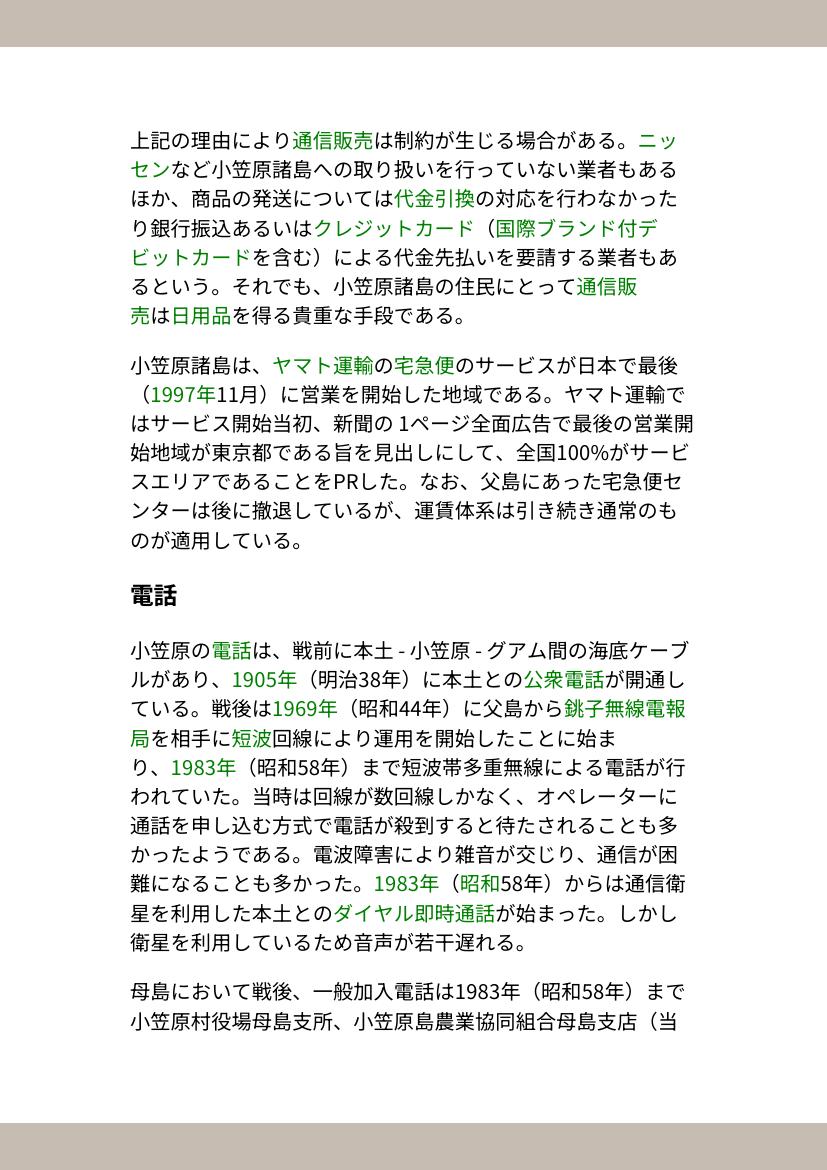 上記の理由により通信販売は制約が生じる場合がある。ニッ
センなど小笠原諸島への取り扱いを行っていない業者もある
ほか、商品の発送については代金引換の対応を行わなかった
り銀行振込あるいはクレジットカード（国際ブランド付デ
ビットカードを含む）による代金先払いを要請する業者もあ
るという。それでも、小笠原諸島の住民にとって通信販
売は日用品を得る貴重な手段である。
小笠原諸島は、ヤマト運輸の宅急便のサービスが日本で最後
（1997年11月）に営業を開始した地域である。ヤマト運輸で
はサービス開始当初、新聞の 1ページ全面広告で最後の営業開
始地域が東京都である旨を見出しにして、全国100%がサービ
スエリアであることをPRした。なお、父島にあった宅急便セ
ンターは後に撤退しているが、運賃体系は引き続き通常のも
のが適用している。
電話
小笠原の電話は、戦前に本土 - 小笠原 - グアム間の海底ケーブ
ルがあり、1905年（明治38年）に本土との公衆電話が開通し
ている。戦後は1969年（昭和44年）に父島から銚子無線電報
局を相手に短波回線により運用を開始したことに始ま
り、1983年（昭和58年）まで短波帯多重無線による電話が行
われていた。当時は回線が数回線しかなく、オペレーターに
通話を申し込む方式で電話が殺到すると待たされることも多
かったようである。電波障害により雑音が交じり、通信が困
難になることも多かった。1983年（昭和58年）からは通信衛
星を利用した本土とのダイヤル即時通話が始まった。しかし
衛星を利用しているため音声が若干遅れる。
母島において戦後、一般加入電話は1983年（昭和58年）まで
小笠原村役場母島支所、小笠原島農業協同組合母島支店（当